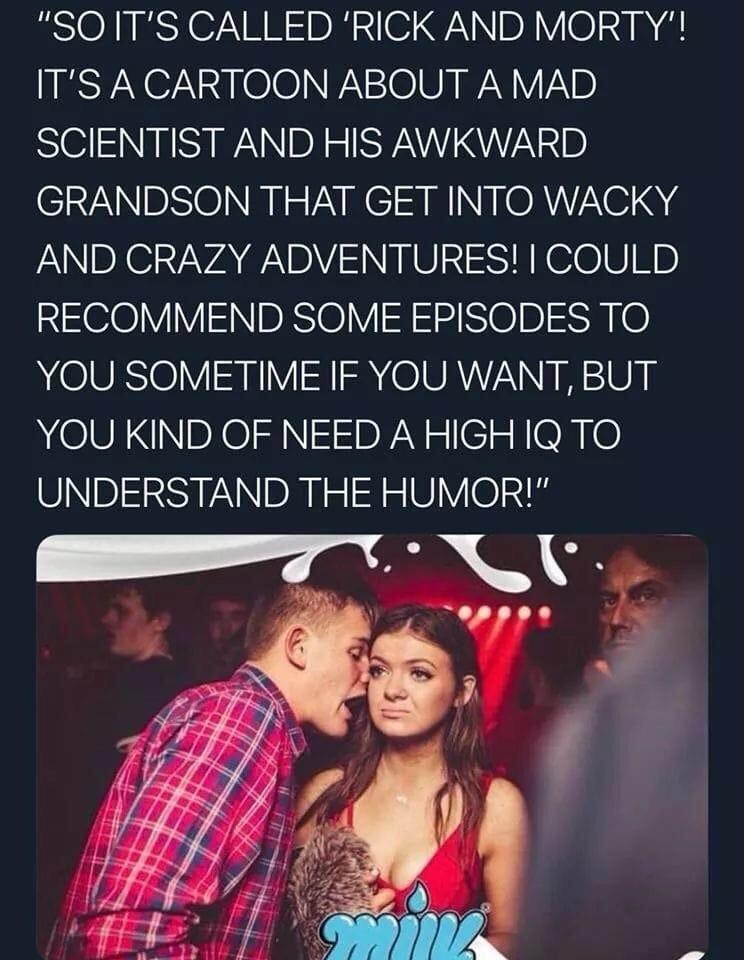 "SO IT'S CALLED 'RICK AND MORTY'!
IT'S A CARTOON ABOUT A MAD
SCIENTIST AND HIS AWKWARD
GRANDSON THAT GET INTO WACKY
AND CRAZY ADVENTURES! I COULD
RECOMMEND SOME EPISODES TO
YOU SOMETIME IF YOU WANT, BUT
YOU KIND OF NEED A HIGH IQ TO
UNDERSTAND THE HUMOR!"
milk